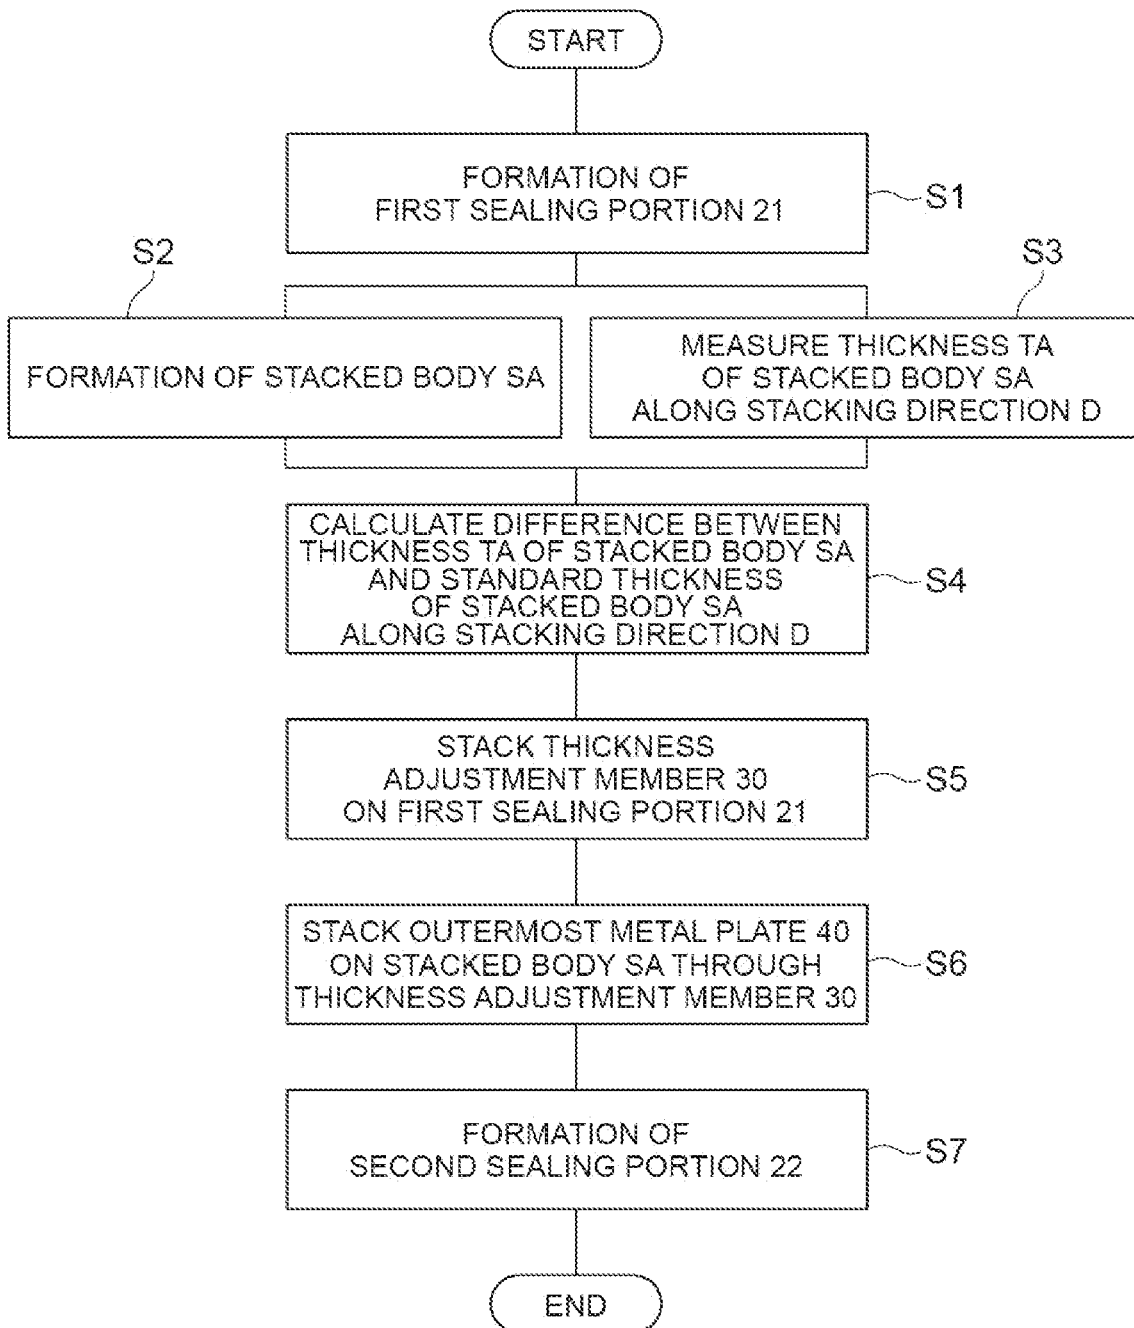 START
FORMATION OF
FIRST SEALING PORTION 21
S1
S2
FORMATION OF STACKED BODY SA
S3
MEASURE THICKNESS TA
OF STACKED BODY SA
ALONG STACKING DIRECTION D
CALCULATE DIFFERENCE BETWEEN
THICKNESS TA OF STACKED BODY SA
AND STANDARD THICKNESS
OF STACKED BODY SA
ALONG STACKING DIRECTION D
S4
STACK THICKNESS
ADJUSTMENT MEMBER 30
ON FIRST SEALING PORTION 21
S5
STACK OUTERMOST METAL PLATE 40
ON STACKED BODY SA THROUGH
THICKNESS ADJUSTMENT MEMBER 30
S6
FORMATION OF
SECOND SEALING PORTION 22
S7
END